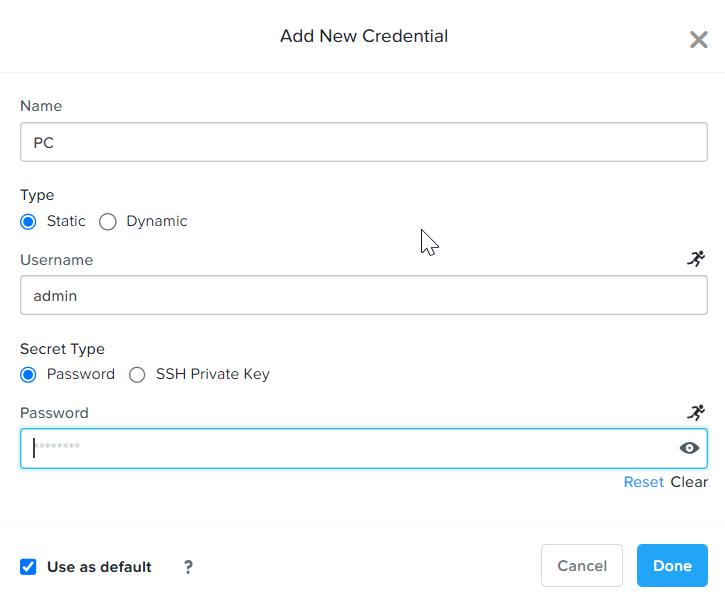 Add New Credential
Name
PC
Type
Static Dynamic
Username
admin
Secret Type
Password SSH Private Key
Password
********
Reset Clear
Use as default ? Cancel Done